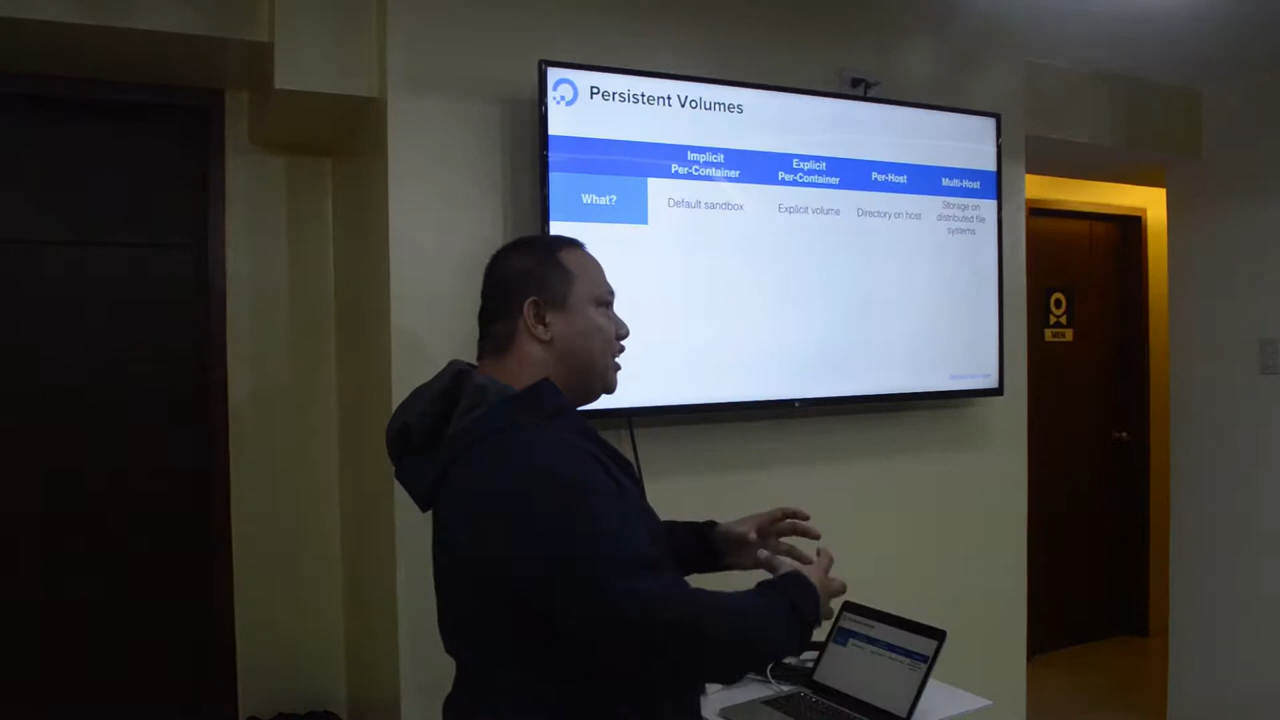 Persistent Volumes
Implicit
Per-Container
Explicit
Per-Container
Per-Host
Multi-Host
What?
Default sandbox
Explicit volume
Directory on host
Storage on
distributed file
systems
MEN